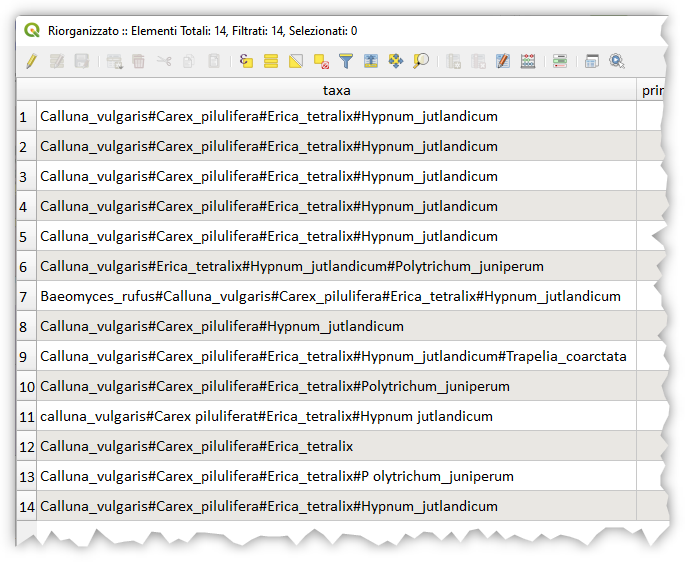 Riorganizzato :: Elementi Totali: 14, Filtrati: 14, Selezionati: 0
taxa prin
1 Calluna_vulgaris#Carex_pilulifera#Erica_tetralix#Hypnum_jutlandicum
2 Calluna_vulgaris#Carex_pilulifera#Erica_tetralix#Hypnum_jutlandicum
3 Calluna_vulgaris#Carex_pilulifera#Erica_tetralix#Hypnum_jutlandicum
4 Calluna_vulgaris#Carex_pilulifera#Erica_tetralix#Hypnum_jutlandicum
5 Calluna_vulgaris#Carex_pilulifera#Erica_tetralix#Hypnum_jutlandicum
6 Calluna_vulgaris#Erica_tetralix#Hypnum_jutlandicum#Polytrichum_juniperum
7 Baeomyces_rufus#Calluna_vulgaris#Carex_pilulifera#Erica_tetralix#Hypnum_jutlandicum
8 Calluna_vulgaris#Carex_pilulifera#Hypnum_jutlandicum
9 Calluna_vulgaris#Carex_pilulifera#Erica_tetralix#Hypnum_jutlandicum#Trapelia_coarctata
10 Calluna_vulgaris#Carex_pilulifera#Erica_tetralix#Polytrichum_juniperum
11 calluna_vulgaris#Carex piluliferat#Erica_tetralix#Hypnum jutlandicum
12 Calluna_vulgaris#Carex_pilulifera#Erica_tetralix
13 Calluna_vulgaris#Carex_pilulifera#Erica_tetralix#P olytrichum_juniperum
14 Calluna_vulgaris#Carex_pilulifera#Erica_tetralix#Hypnum_jutlandicum